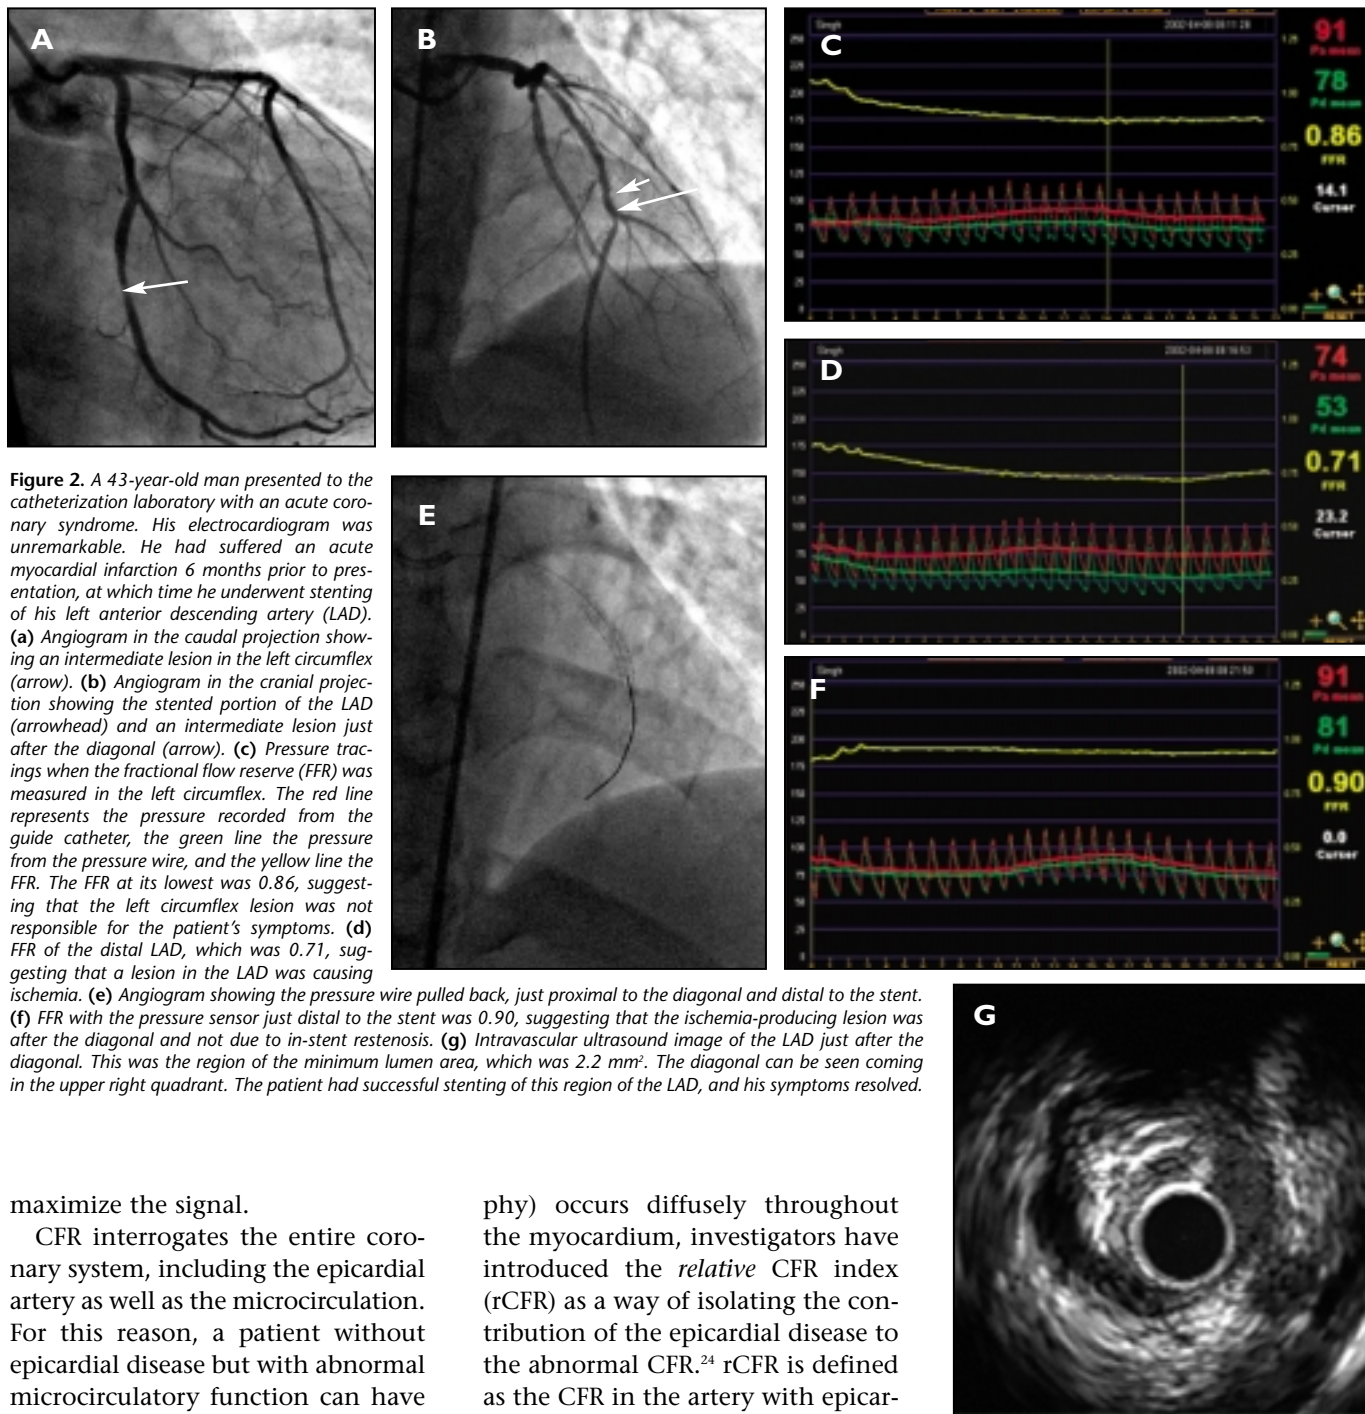 A
B
C
Singh
91
Pa mean
78
Pd mean
0.86
FFR
14.1
Cursor
D
Singh
74
Pa mean
53
Pd mean
0.71
FFR
23.2
Cursor
E
F
Singh
91
Pa mean
81
Pd mean
0.90
FFR
0.0
Cursor
G
Figure 2. A 43-year-old man presented to the
catheterization laboratory with an acute coro-
nary syndrome. His electrocardiogram was
unremarkable. He had suffered an acute
myocardial infarction 6 months prior to pres-
entation, at which time he underwent stenting
of his left anterior descending artery (LAD).
(a) Angiogram in the caudal projection show-
ing an intermediate lesion in the left circumflex
(arrow). (b) Angiogram in the cranial projec-
tion showing the stented portion of the LAD
(arrowhead) and an intermediate lesion just
after the diagonal (arrow). (c) Pressure trac-
ings when the fractional flow reserve (FFR) was
measured in the left circumflex. The red line
represents the pressure recorded from the
guide catheter, the green line the pressure
from the pressure wire, and the yellow line the
FFR. The FFR at its lowest was 0.86, suggest-
ing that the left circumflex lesion was not
responsible for the patient's symptoms. (d)
FFR of the distal LAD, which was 0.71, sug-
gesting that a lesion in the LAD was causing
ischemia. (e) Angiogram showing the pressure wire pulled back, just proximal to the diagonal and distal to the stent.
(f) FFR with the pressure sensor just distal to the stent was 0.90, suggesting that the ischemia-producing lesion was
after the diagonal and not due to in-stent restenosis. (g) Intravascular ultrasound image of the LAD just after the
diagonal. This was the region of the minimum lumen area, which was 2.2 mm². The diagonal can be seen coming
in the upper right quadrant. The patient had successful stenting of this region of the LAD, and his symptoms resolved.
maximize the signal.
CFR interrogates the entire coro-
nary system, including the epicardial
artery as well as the microcirculation.
For this reason, a patient without
epicardial disease but with abnormal
microcirculatory function can have
phy) occurs diffusely throughout
the myocardium, investigators have
introduced the relative CFR index
(rCFR) as a way of isolating the con-
tribution of the epicardial disease to
the abnormal CFR.²⁴ rCFR is defined
as the CFR in the artery with epicar-